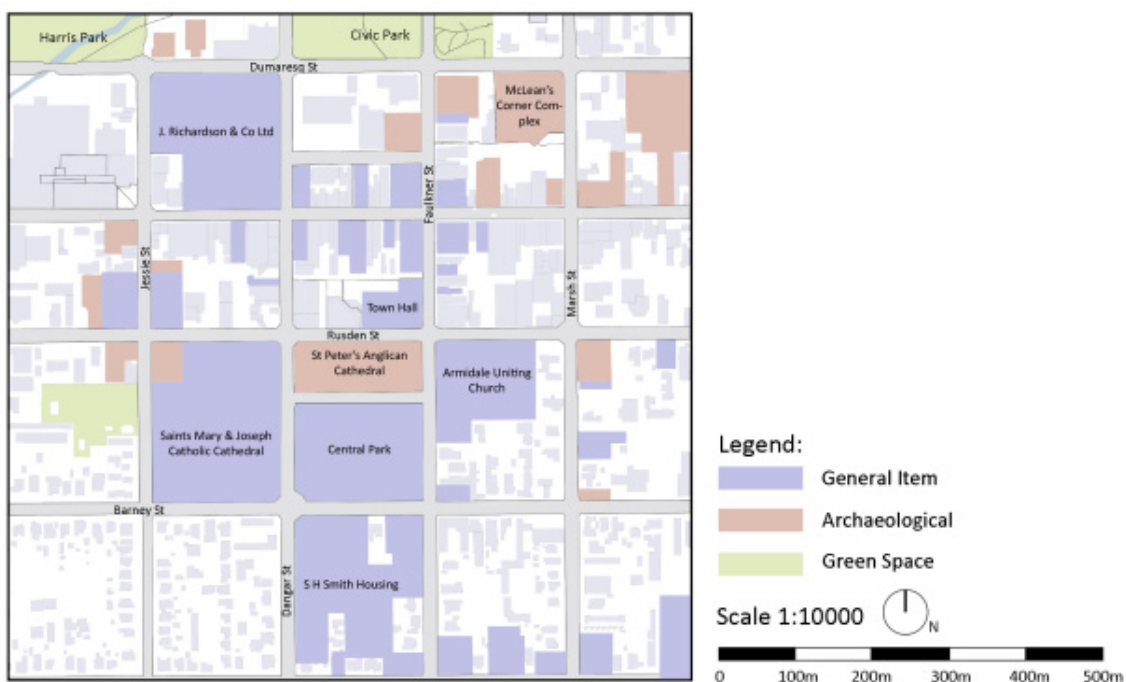 Harris Park
Civic Park
Dumaresq St
McLean's
Corner Com-
plex
J. Richardson & Co Ltd
Faulkner St
Jessie St
Marsh St
Town Hall
Rusden St
St Peter's Anglican
Cathedral
Armidale Uniting
Church
Saints Mary & Joseph
Catholic Cathedral
Central Park
Barney St
Dangar St
S H Smith Housing
Legend:
General Item
Archaeological
Green Space
Scale 1:10000
N
0 100m 200m 300m 400m 500m